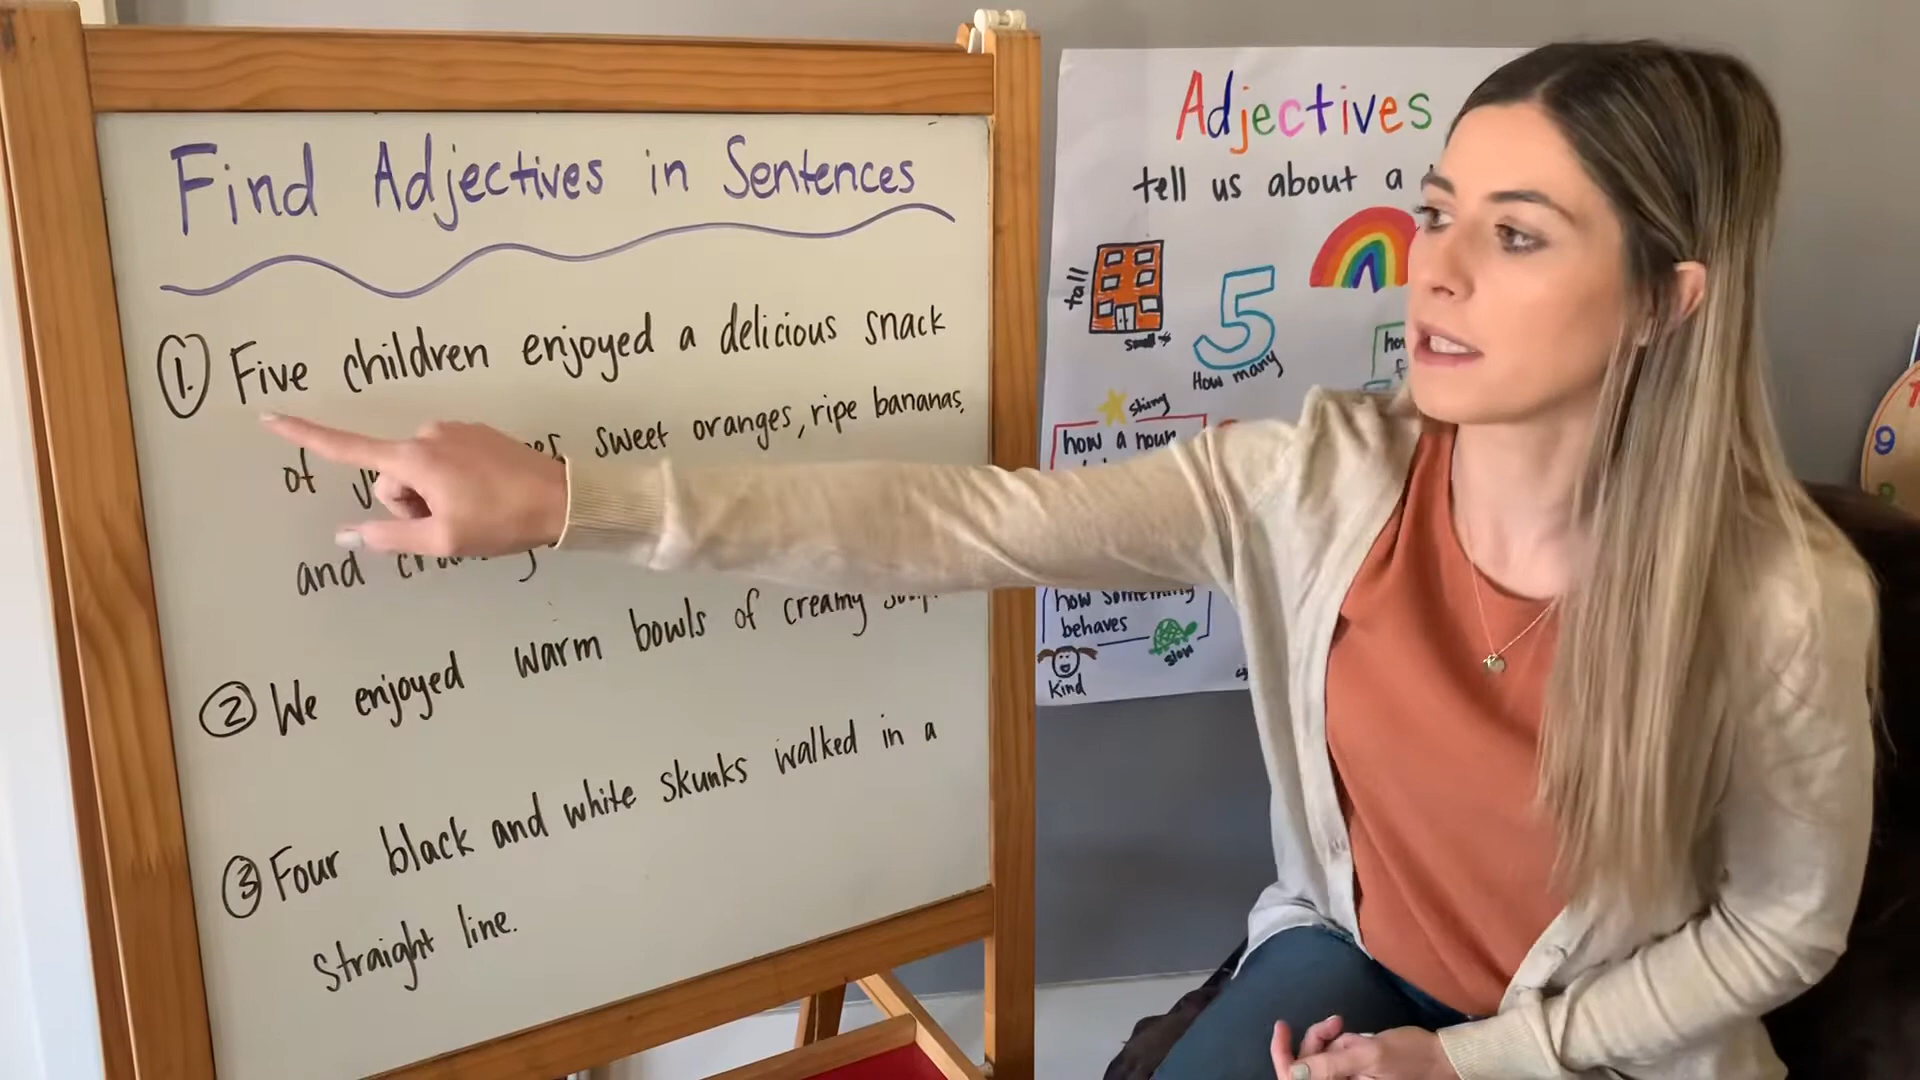 Find Adjectives in Sentences
1. Five children enjoyed a delicious snack
of sweet oranges, ripe bananas,
and
2 We enjoyed warm bowls of creamy
3 Four black and white skunks walked in a
straight line.
Adjectives
tell us about a
tall
small
5
How many
shiny
how a noun
how something
behaves
slow
Kind
9